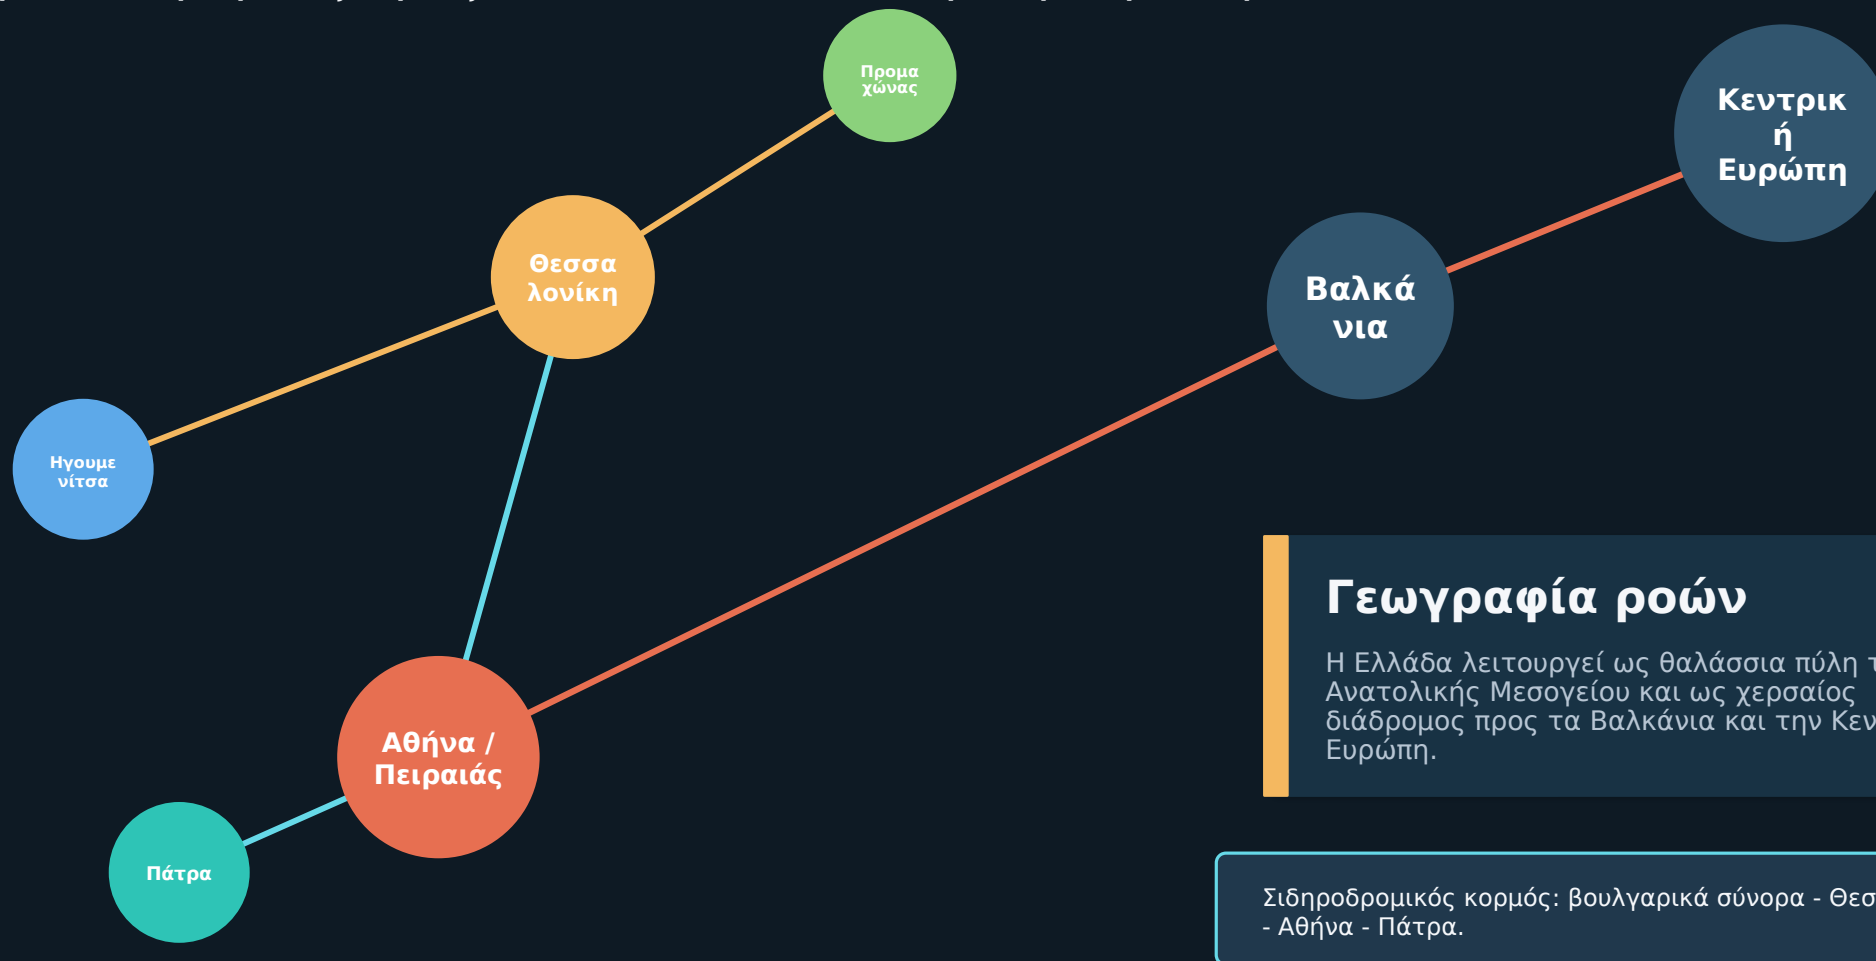 Προμα
χώνας
Κεντρικ
ή
Ευρώπη
Θεσσα
λονίκη
Βαλκά
νια
Ηγουμε
νίτσα
Αθήνα /
Πειραιάς
Πάτρα
Γεωγραφία ροών
Η Ελλάδα λειτουργεί ως θαλάσσια πύλη
Ανατολικής Μεσογείου και ως χερσαίος
διάδρομος προς τα Βαλκάνια και την Κεν
Ευρώπη.
Σιδηροδρομικός κορμός: βουλγαρικά σύνορα - Θεσ
- Αθήνα - Πάτρα.